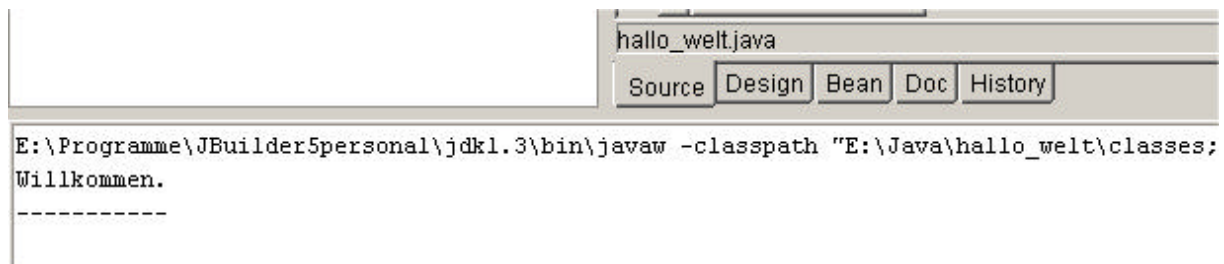 hallo_welt.java
Source Design Bean Doc History
E:\Programme\JBuilder5personal\jdk1.3\bin\javaw -classpath "E:\Java\hallo_welt\classes;
Willkommen.
-----------